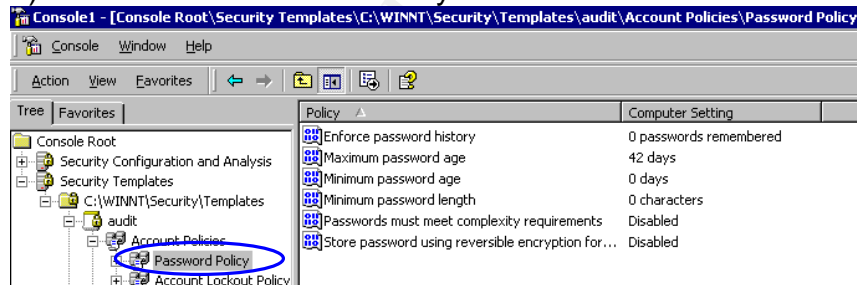 Console1 - [Console Root\Security Templates\C:\WINNT\Security\Templates\audit\Account Policies\Password Policy
Console Window Help
Action View Favorites
Tree Favorites
Policy Computer Setting
Console Root
Security Configuration and Analysis
Security Templates
C:\WINNT\Security\Templates
audit
Account Policies
Password Policy
Account Lockout Policy
Enforce password history 0 passwords remembered
Maximum password age 42 days
Minimum password age 0 days
Minimum password length 0 characters
Passwords must meet complexity requirements Disabled
Store password using reversible encryption for... Disabled